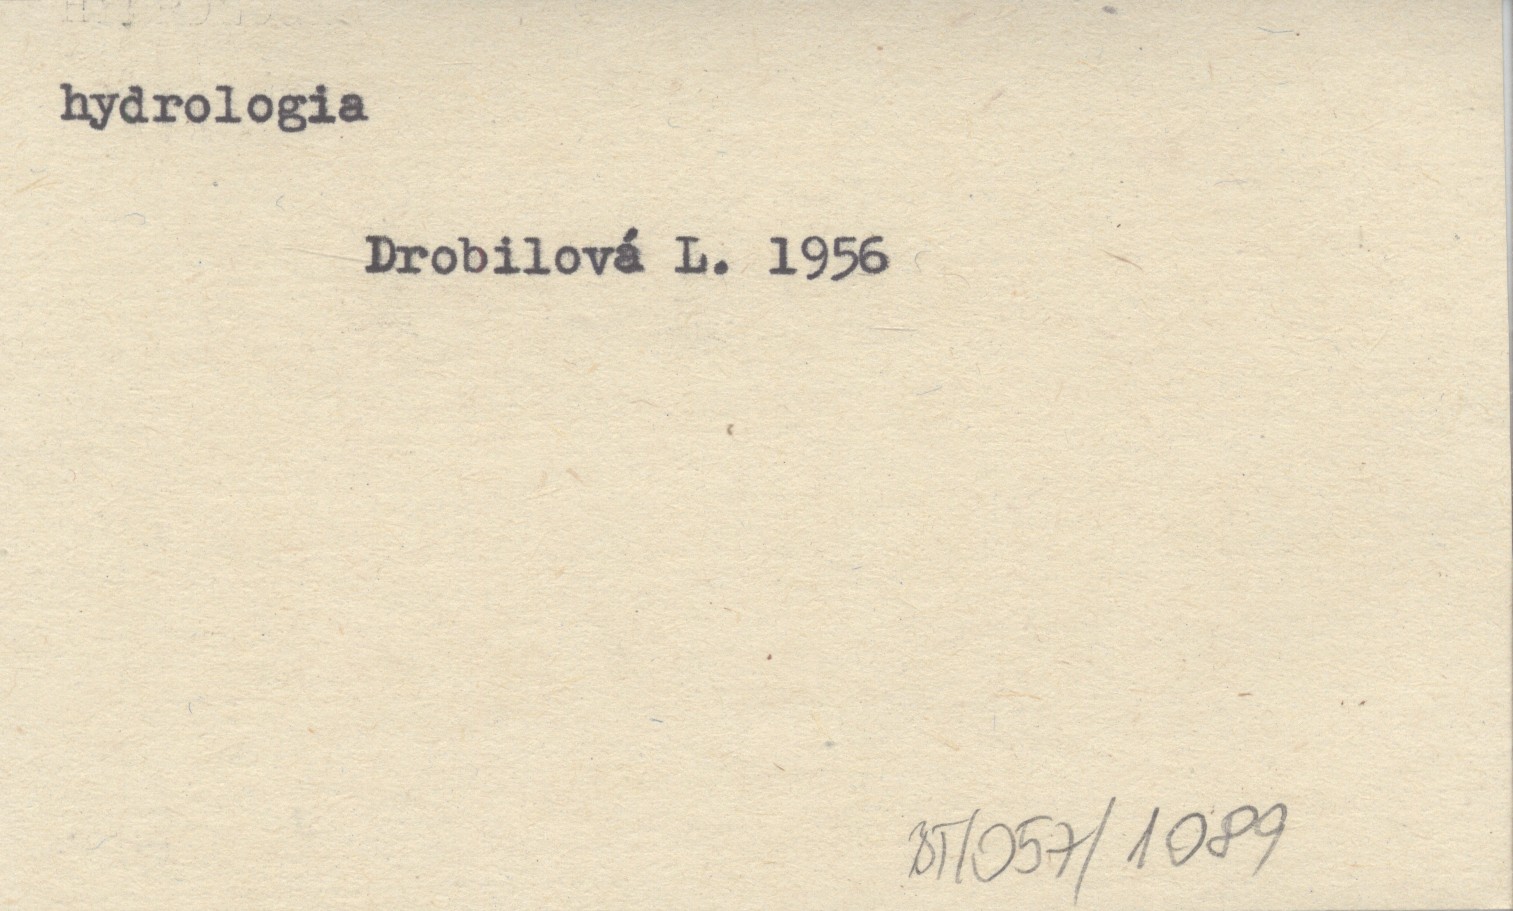 hydrologia
Drobilová L. 1956
BT/057/1089